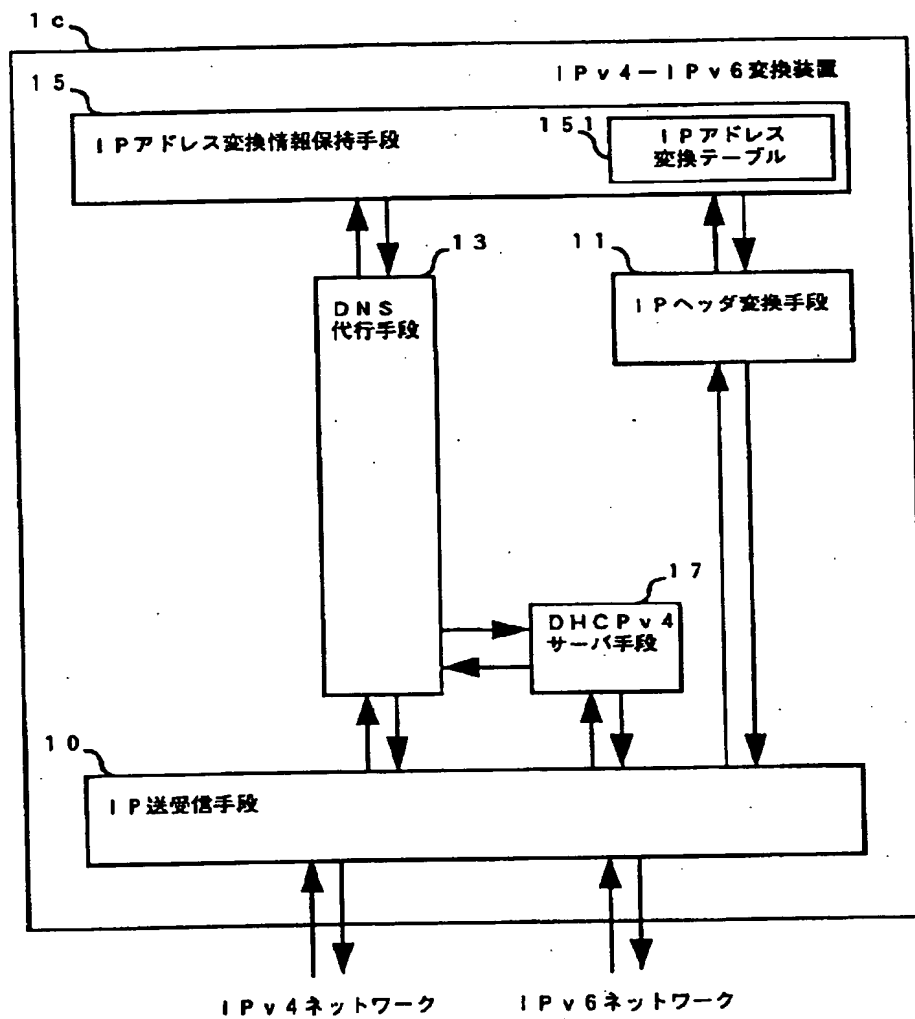 1c
IPv4-IPv6変換装置
15
IPアドレス変換情報保持手段
151
IPアドレス
変換テーブル
13
11
DNS
代行手段
IPヘッダ変換手段
17
DHCPv4
サーバ手段
10
IP送受信手段
IPv4ネットワーク
IPv6ネットワーク